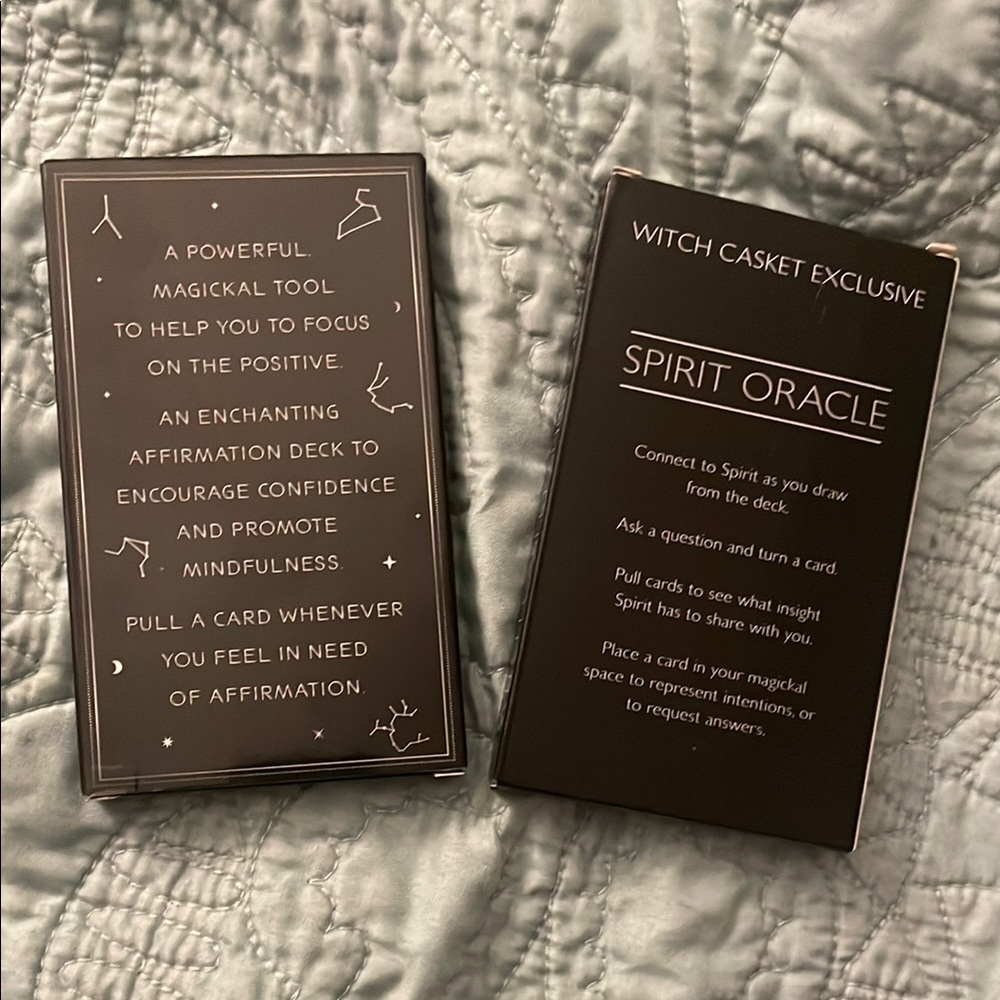 A POWERFUL.
MAGICKAL TOOL
TO HELP YOU TO FOCUS
ON THE POSITIVE.
AN ENCHANTING
AFFIRMATION DECK TO
ENCOURAGE CONFIDENCE
AND PROMOTE
MINDFULNESS.
PULL A CARD WHENEVER
YOU FEEL IN NEED
OF AFFIRMATION.
WITCH CASKET EXCLUSIVE
SPIRIT ORACLE
Connect to Spirit as you draw
from the deck.
Ask a question and turn a card.
Pull cards to see what insight
Spirit has to share with you.
Place a card in your magickal
space to represent intentions, or
to request answers.